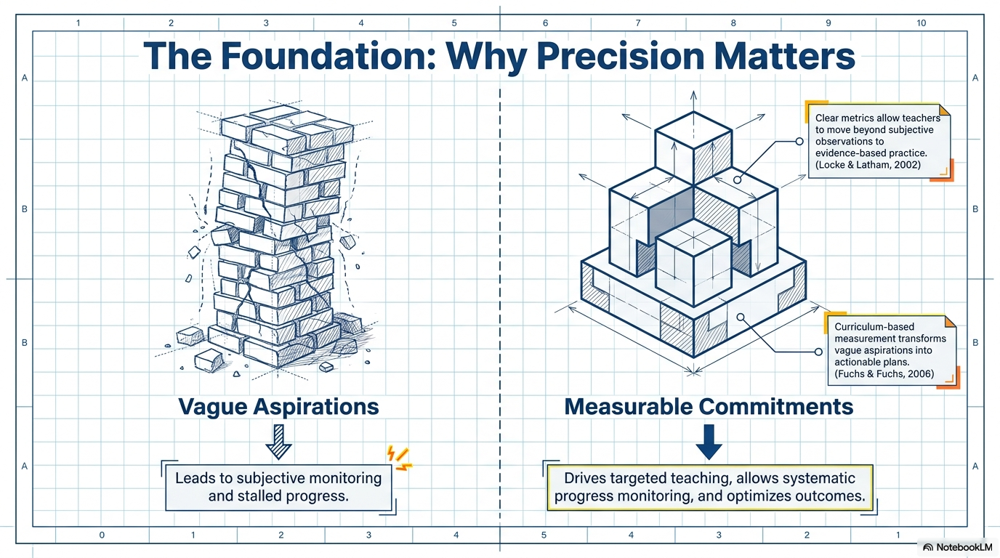 1 2 3 4 5 6 7 8 9 10
The Foundation: Why Precision Matters
A
B
B
A
A
B
B
A
Clear metrics allow teachers
to move beyond subjective
observations to
evidence-based practice.
(Locke & Latham, 2002)
Curriculum-based
measurement transforms
vague aspirations into
actionable plans.
(Fuchs & Fuchs, 2006)
Vague Aspirations
Leads to subjective monitoring
and stalled progress.
Measurable Commitments
Drives targeted teaching, allows systematic
progress monitoring, and optimizes outcomes.
0 1 2 3 4 5 4 3 2 1
NotebookLM